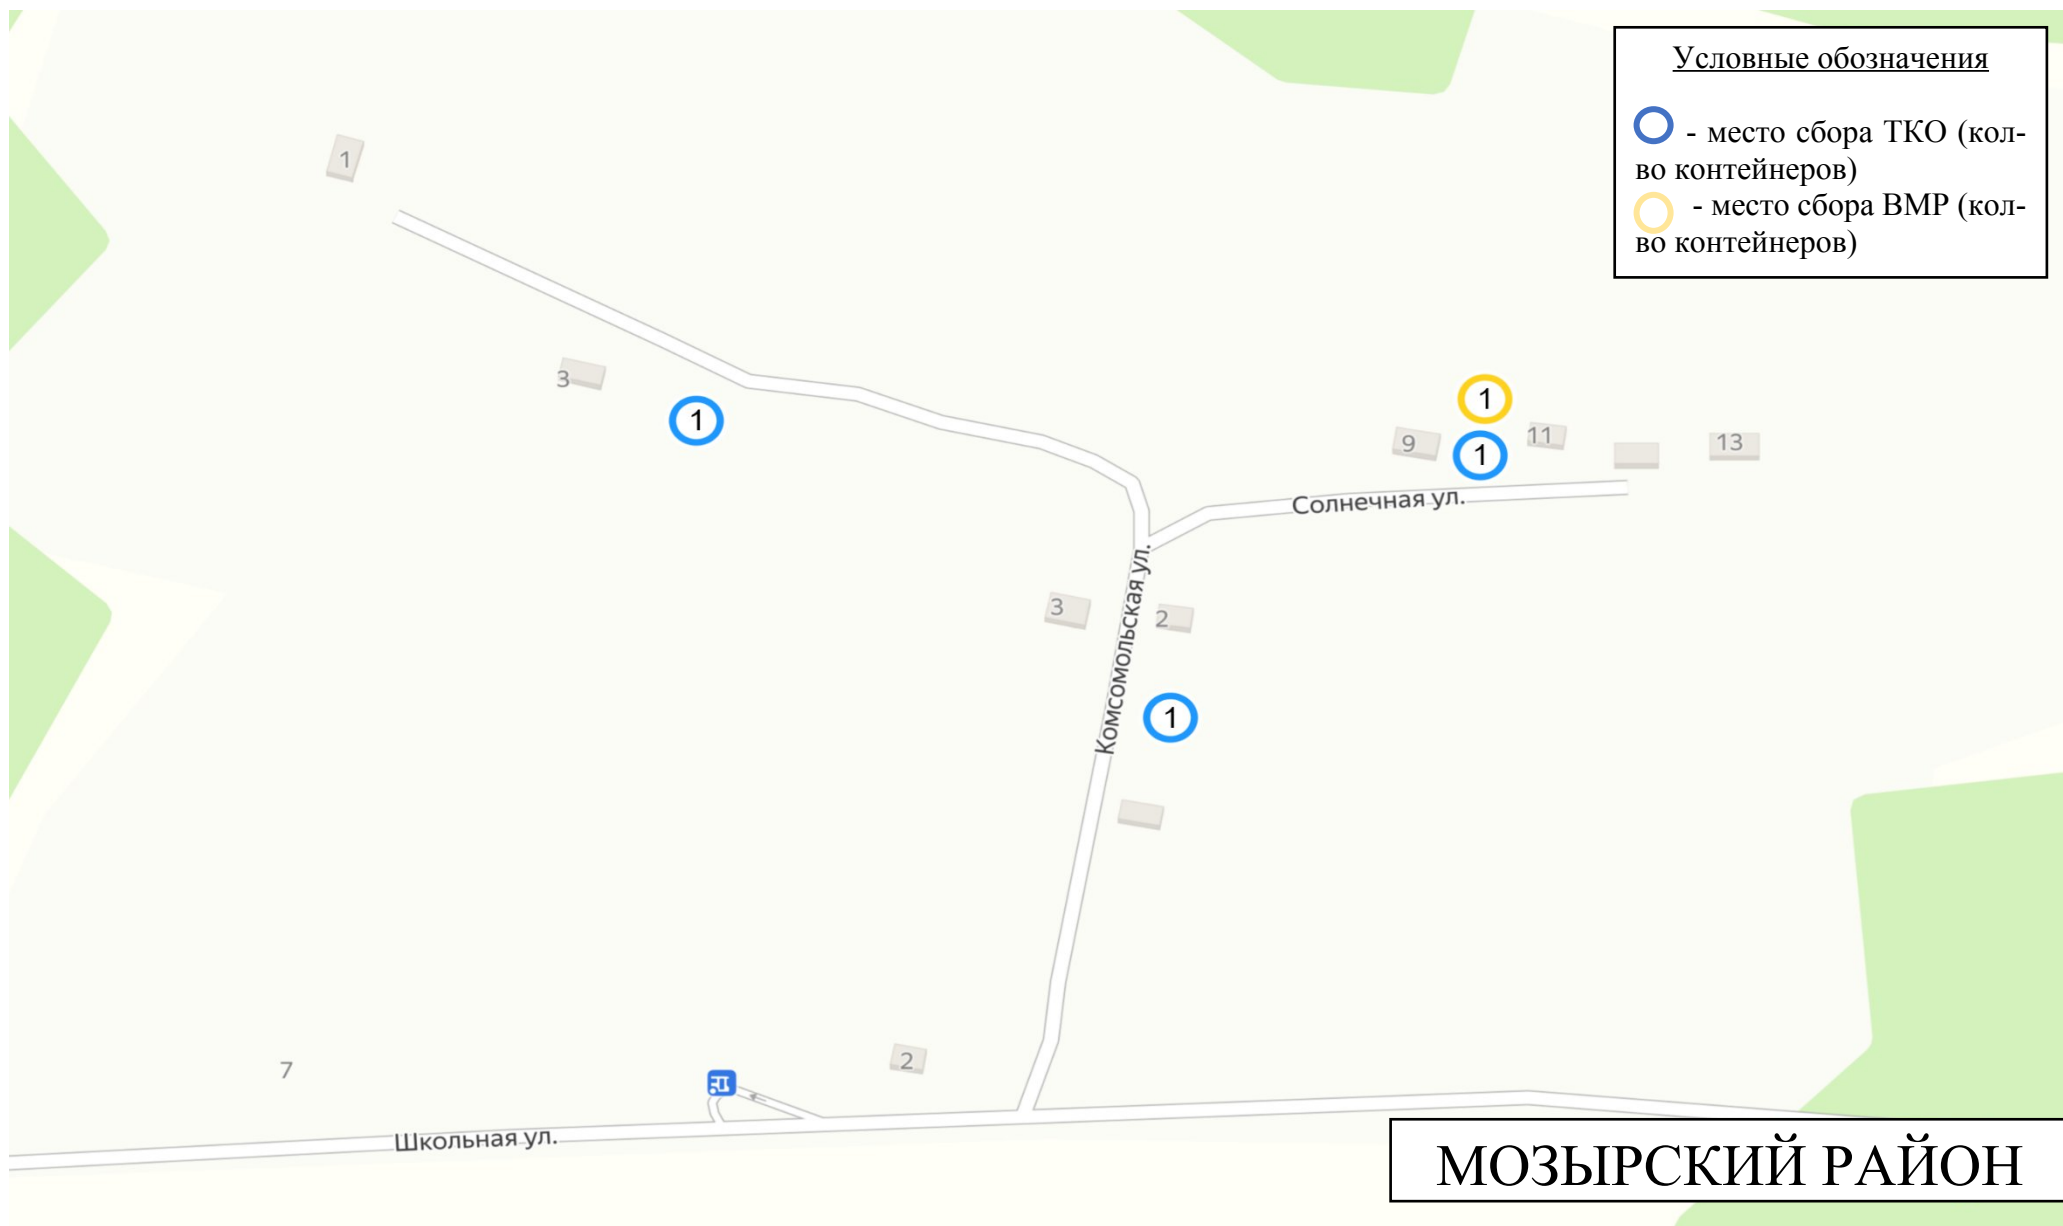 Условные обозначения
- место сбора ТКО (кол-
во контейнеров)
- место сбора ВМР (кол-
во контейнеров)
1
3
1
1
9
1
11
13
Солнечная ул.
3
2
Комсомольская ул.
1
7
2
Школьная ул.
МОЗЫРСКИЙ РАЙОН